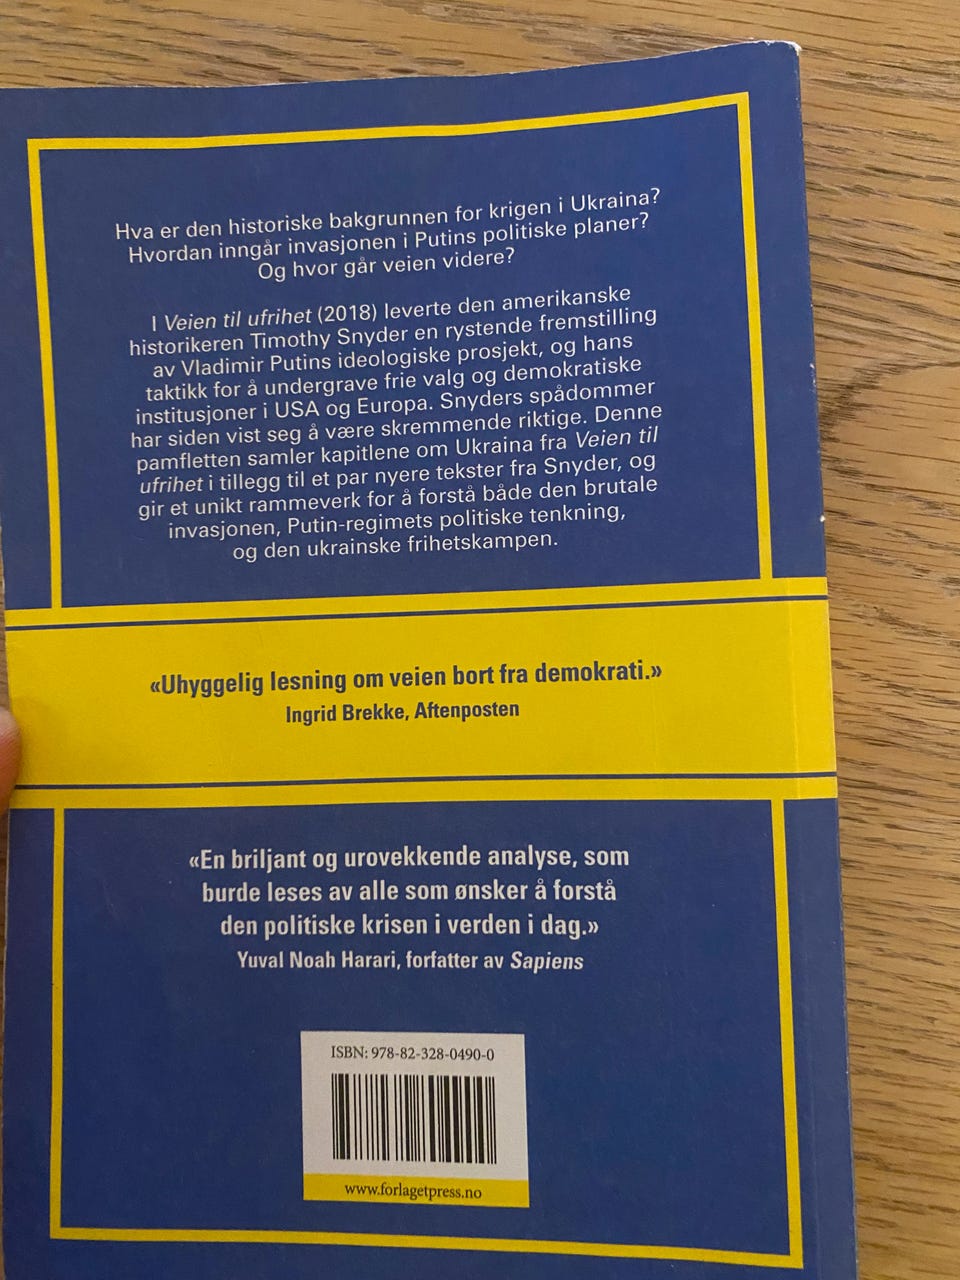 Hva er den historiske bakgrunnen for krigen i Ukraina?
Hvordan inngår invasjonen i Putins politiske planer?
Og hvor går veien videre?
I Veien til ufrihet (2018) leverte den amerikanske
historikeren Timothy Snyder en rystende fremstilling
av Vladimir Putins ideologiske prosjekt, og hans
taktikk for å undergrave frie valg og demokratiske
institusjoner i USA og Europa. Snyders spådommer
har siden vist seg å være skremmende riktige. Denne
pamfletten samler kapitlene om Ukraina fra Veien til
ufrihet i tillegg til et par nyere tekster fra Snyder, og
gir et unikt rammeverk for å forstå både den brutale
invasjonen, Putin-regimets politiske tenkning,
og den ukrainske frihetskampen.
«Uhyggelig lesning om veien bort fra demokrati.»
Ingrid Brekke, Aftenposten
«En briljant og urovekkende analyse, som
burde leses av alle som ønsker å forstå
den politiske krisen i verden i dag.»
Yuval Noah Harari, forfatter av Sapiens
ISBN: 978-82-328-0490-0
www.forlagetpress.no